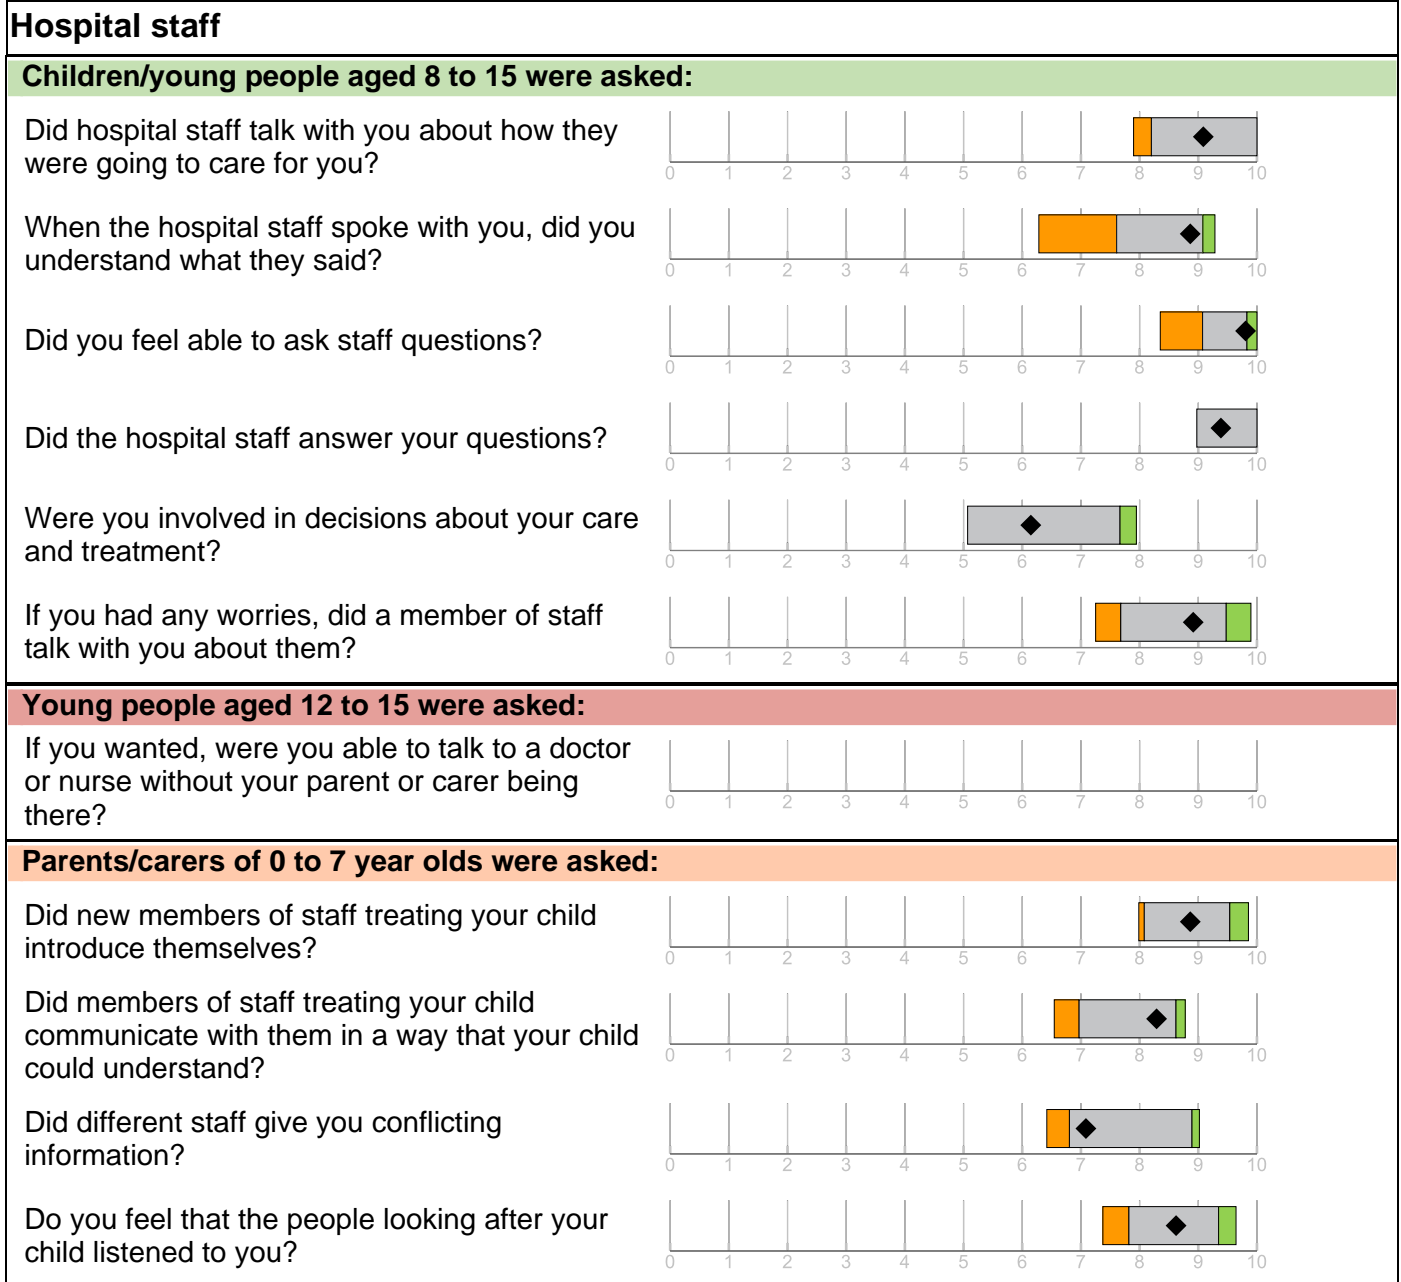 Hospital staff
Children/young people aged 8 to 15 were asked:
Did hospital staff talk with you about how they
were going to care for you?
0 1 2 3 4 5 6 7 8 9 10
When the hospital staff spoke with you, did you
understand what they said?
0 1 2 3 4 5 6 7 8 9 10
Did you feel able to ask staff questions?
0 1 2 3 4 5 6 7 8 9 10
Did the hospital staff answer your questions?
0 1 2 3 4 5 6 7 8 9 10
Were you involved in decisions about your care
and treatment?
0 1 2 3 4 5 6 7 8 9 10
If you had any worries, did a member of staff
talk with you about them?
0 1 2 3 4 5 6 7 8 9 10
Young people aged 12 to 15 were asked:
If you wanted, were you able to talk to a doctor
or nurse without your parent or carer being
there?
0 1 2 3 4 5 6 7 8 9 10
Parents/carers of 0 to 7 year olds were asked:
Did new members of staff treating your child
introduce themselves?
0 1 2 3 4 5 6 7 8 9 10
Did members of staff treating your child
communicate with them in a way that your child
could understand?
0 1 2 3 4 5 6 7 8 9 10
Did different staff give you conflicting
information?
0 1 2 3 4 5 6 7 8 9 10
Do you feel that the people looking after your
child listened to you?
0 1 2 3 4 5 6 7 8 9 10